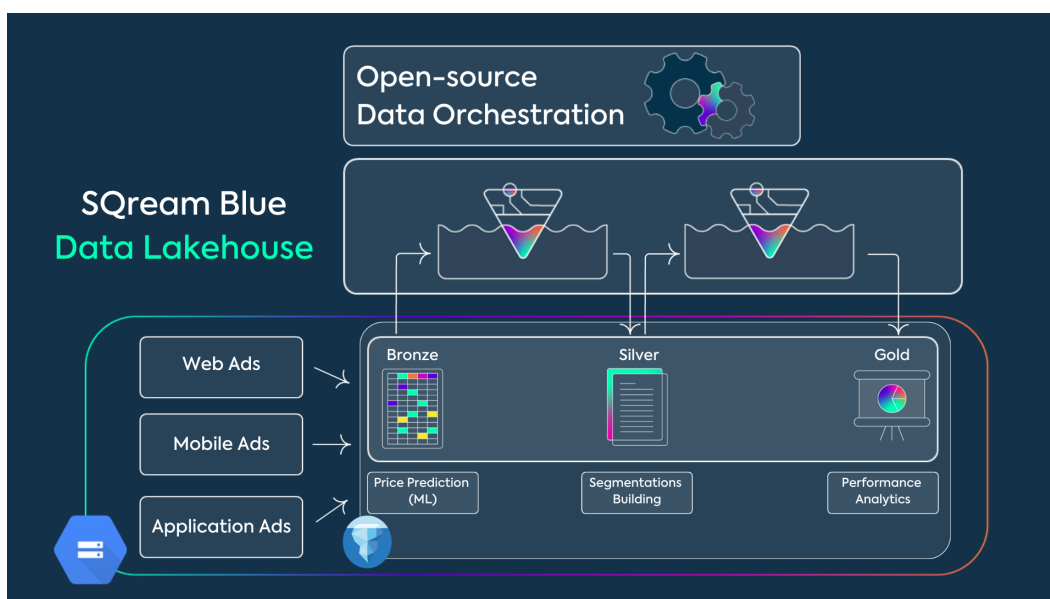 Open-source
Data Orchestration
SQream Blue
Data Lakehouse
Web Ads
Mobile Ads
Application Ads
Bronze
Silver
Gold
Price Prediction
(ML)
Segmentations
Building
Performance
Analytics